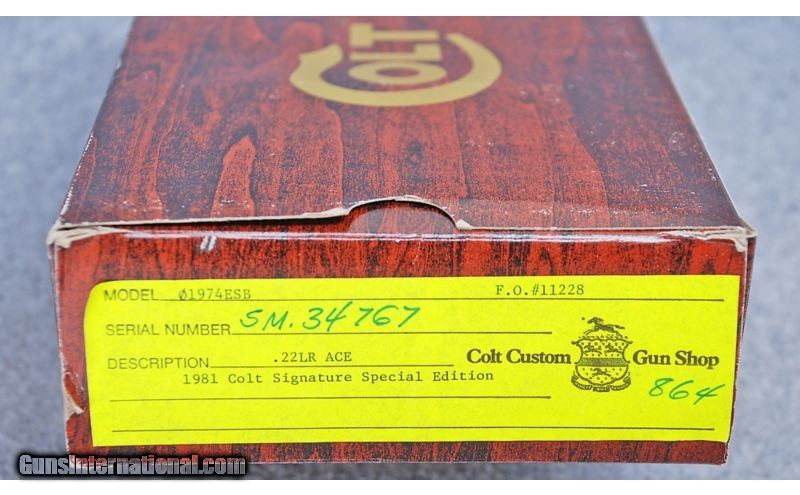 COLT
MODEL Ø1974ESB F.O.#11228
SERIAL NUMBER SM.34767
DESCRIPTION .22LR ACE
Colt Custom Gun Shop
1981 Colt Signature Special Edition
864
GunsInternational.com